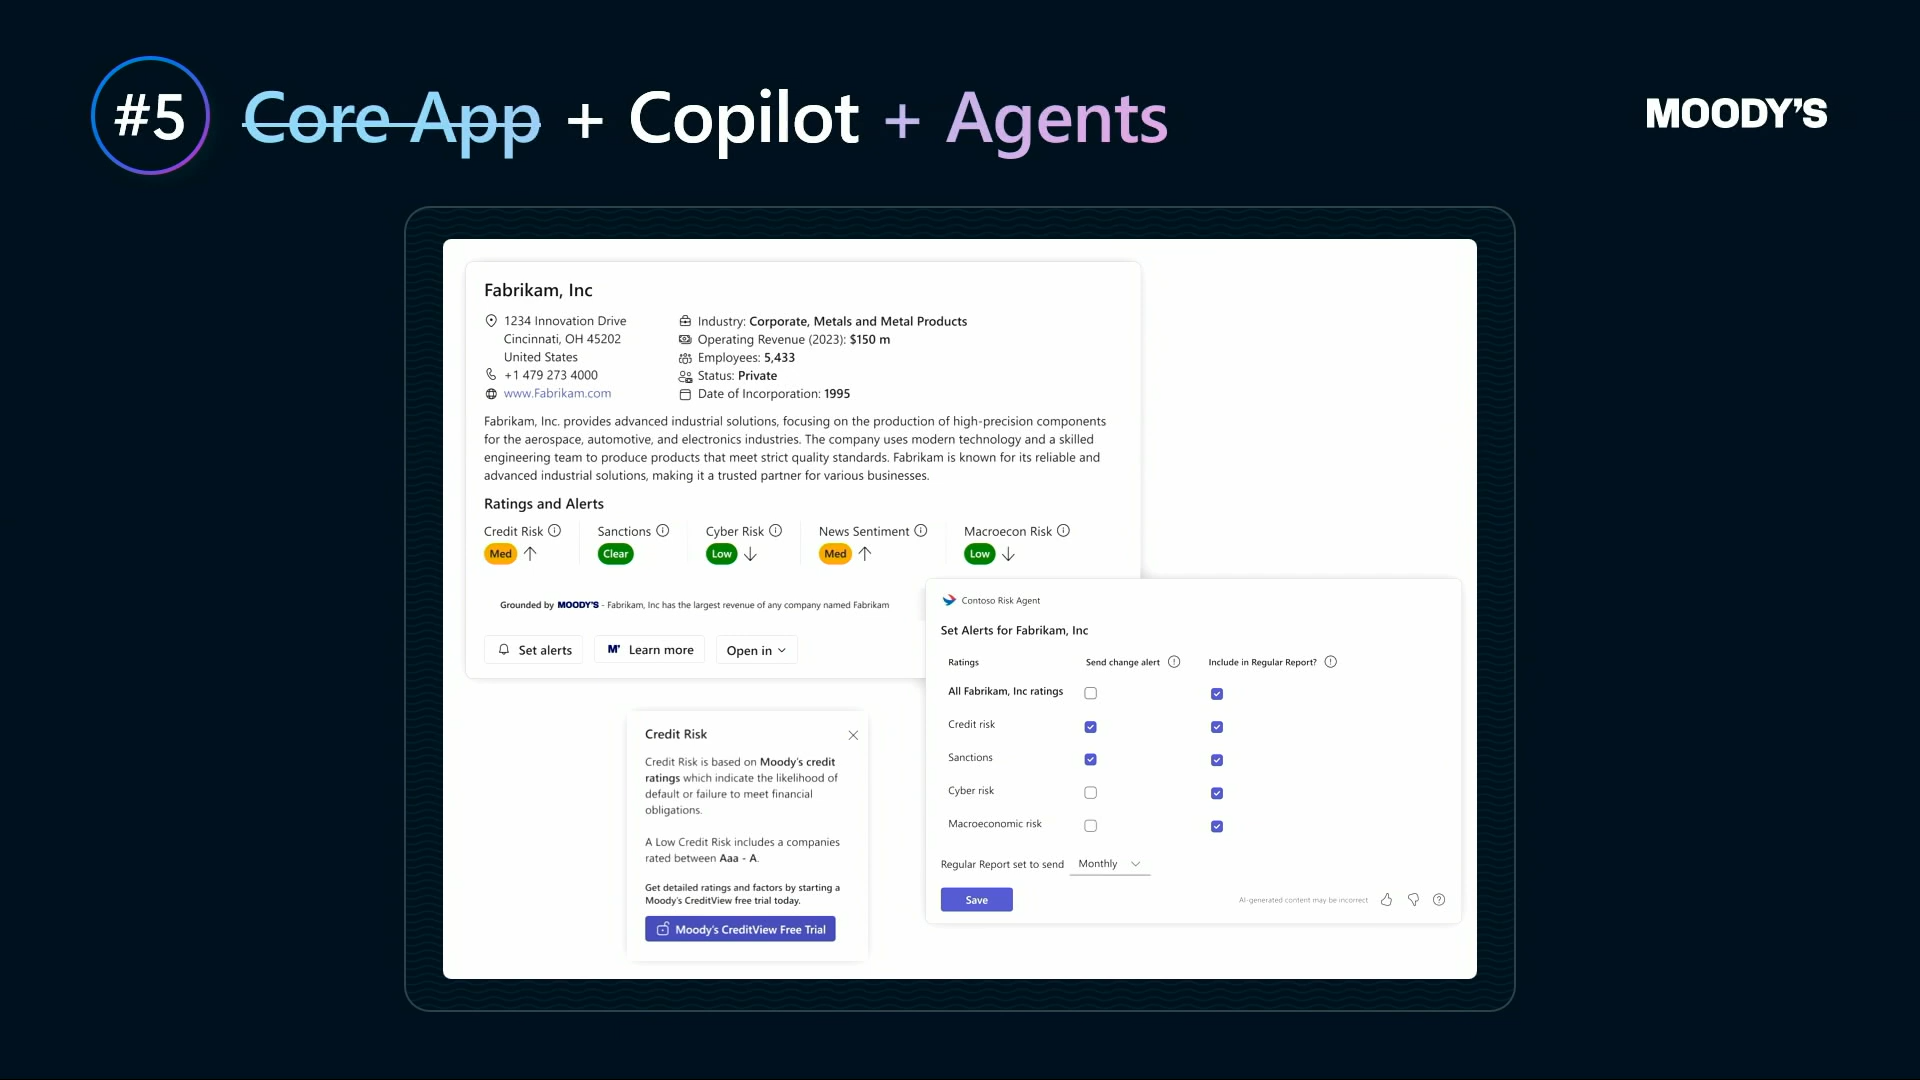 #5
Core App + Copilot + Agents
MOODY'S
Fabrikam, Inc
1234 Innovation Drive
Cincinnati, OH 45202
United States
+1 479 273 4000
www.Fabrikam.com
Industry: Corporate, Metals and Metal Products
Operating Revenue (2023): $150 m
Employees: 5,433
Status: Private
Date of Incorporation: 1995
Fabrikam, Inc. provides advanced industrial solutions, focusing on the production of high-precision components
for the aerospace, automotive, and electronics industries. The company uses modern technology and a skilled
engineering team to produce products that meet strict quality standards. Fabrikam is known for its reliable and
advanced industrial solutions, making it a trusted partner for various businesses.
Ratings and Alerts
Credit Risk Sanctions Cyber Risk News Sentiment Macroecon Risk
Med Clear Low Med Low
Grounded by MOODY'S - Fabrikam, Inc has the largest revenue of any company named Fabrikam
Set alerts M' Learn more Open in
Credit Risk
Credit Risk is based on Moody's credit
ratings which indicate the likelihood of
default or failure to meet financial
obligations.
A Low Credit Risk includes a companies
rated between Aaa - A.
Get detailed ratings and factors by starting a
Moody's CreditView free trial today.
Moody's CreditView Free Trial
Contoso Risk Agent
Set Alerts for Fabrikam, Inc
Ratings Send change alert Include in Regular Report?
All Fabrikam, Inc ratings
Credit risk
Sanctions
Cyber risk
Macroeconomic risk
Regular Report set to send Monthly
Save
AI-generated content may be incorrect